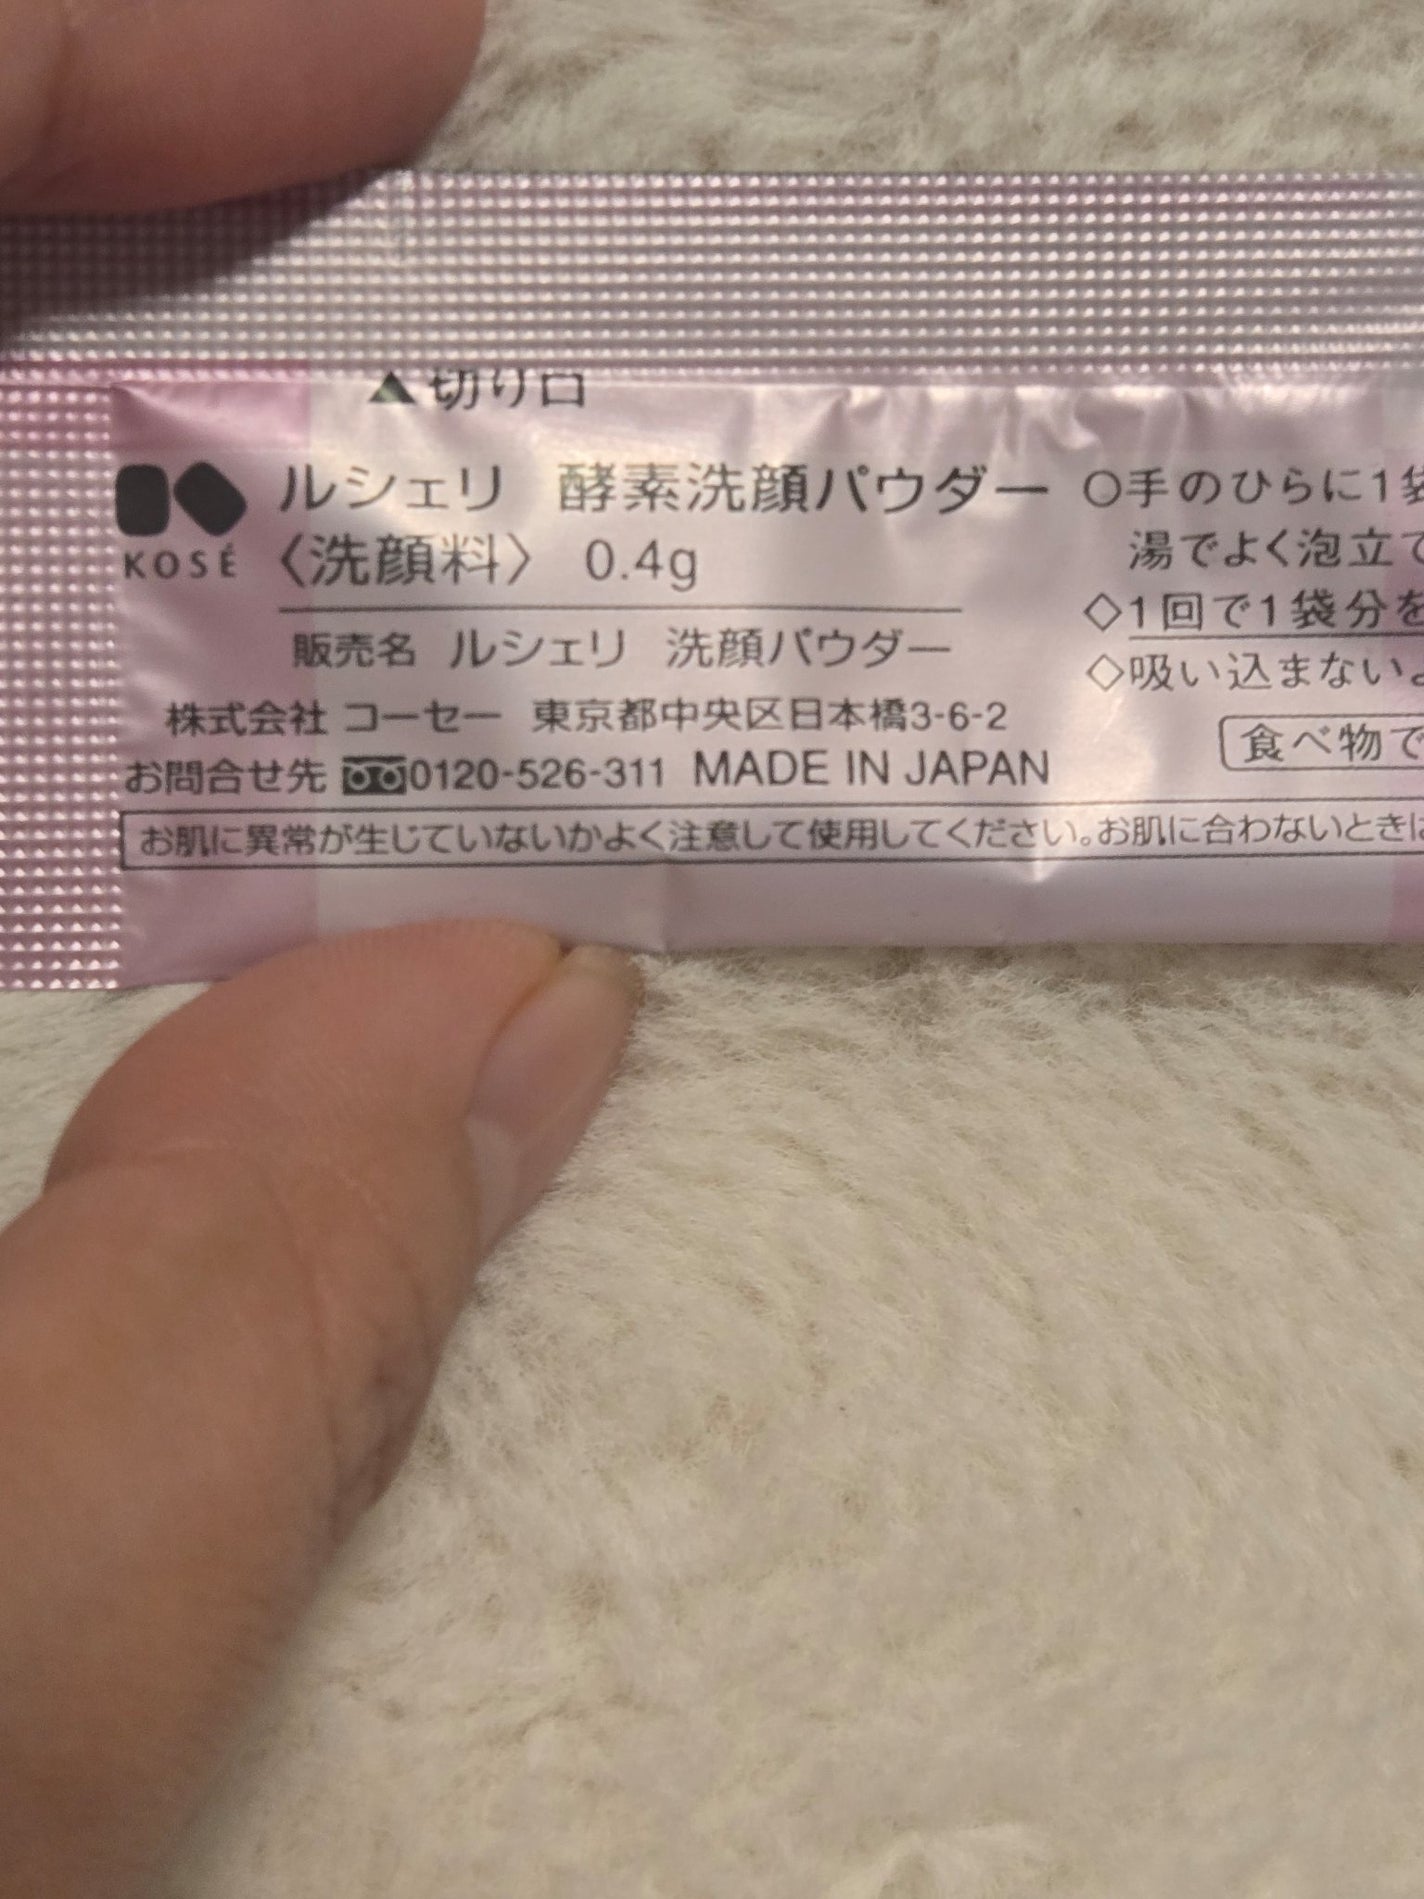 ▲切り口
KOSÉ
ルシェリ 酵素洗顔パウダー
〈洗顔料〉 0.4g
販売名 ルシェリ 洗顔パウダー
株式会社 コーセー 東京都中央区日本橋3-6-2
お問合せ先 0120-526-311 MADE IN JAPAN
○手のひらに1袋
湯でよく泡立て
◇1回で1袋分を
◇吸い込まない
食べ物で
お肌に異常が生じていないかよく注意して使用してください。お肌に合わないときは